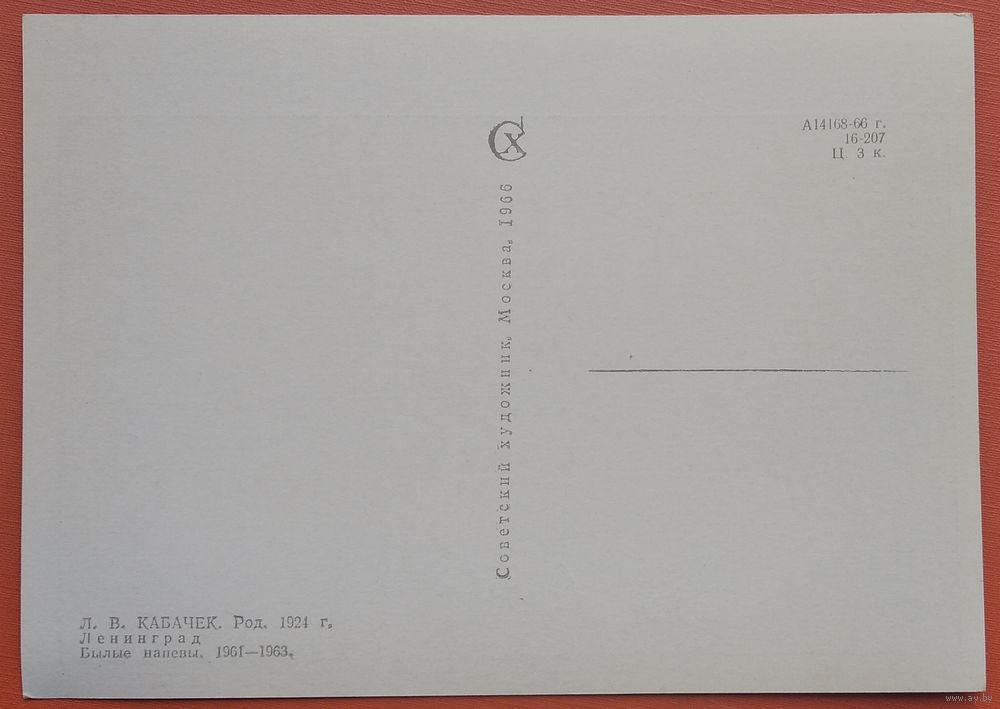 СХ
А14168-66 г.
16-207
Ц 3 к.
Советский художник, Москва, 1966
Л. В. КАБАЧЕК. Род. 1924 г.
Ленинград
Былые напевы. 1961—1963.
www.ay.by